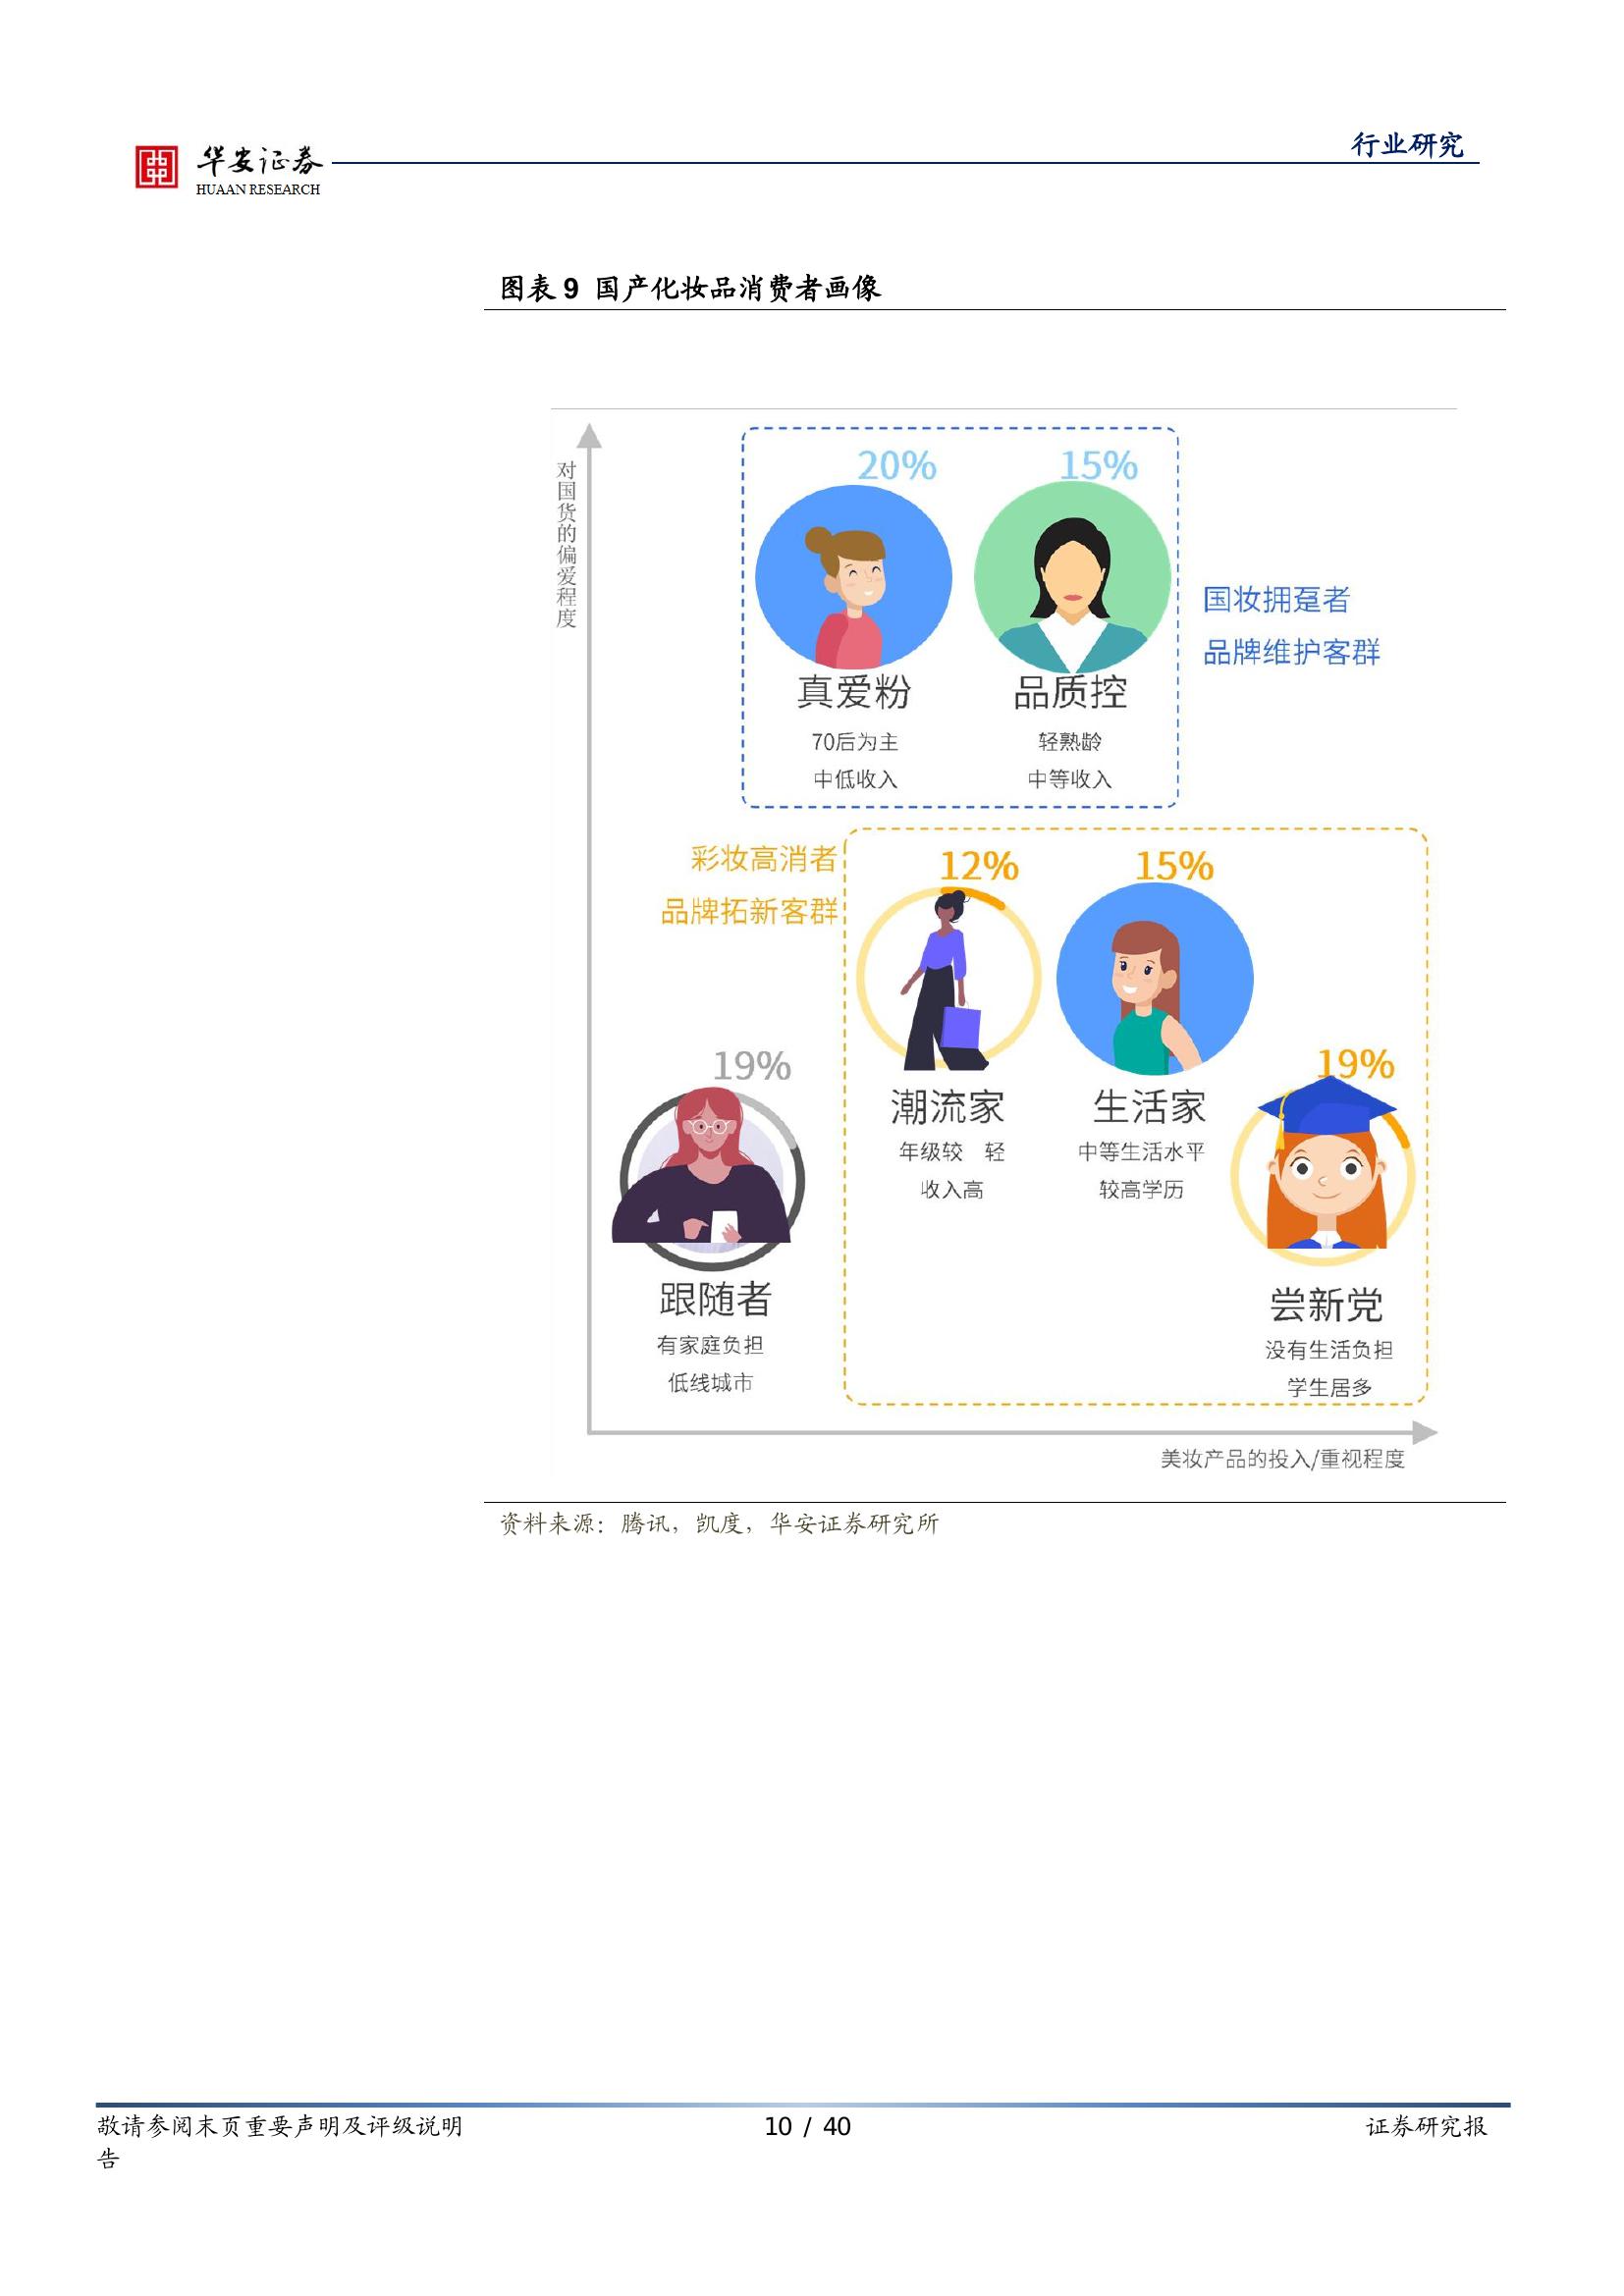 华安证券
HUAAN RESEARCH
行业研究
图表 9 国产化妆品消费者画像
对国货的偏爱程度
20%
15%
真爱粉
品质控
70后为主
轻熟龄
中低收入
中等收入
国妆拥趸者
品牌维护客群
彩妆高消者
品牌拓新客群
12%
15%
潮流家
生活家
年级较 轻
中等生活水平
收入高
较高学历
19%
19%
跟随者
尝新党
有家庭负担
没有生活负担
低线城市
学生居多
美妆产品的投入/重视程度
资料来源：腾讯，凯度，华安证券研究所
敬请参阅末页重要声明及评级说明
10 / 40
证券研究报
告